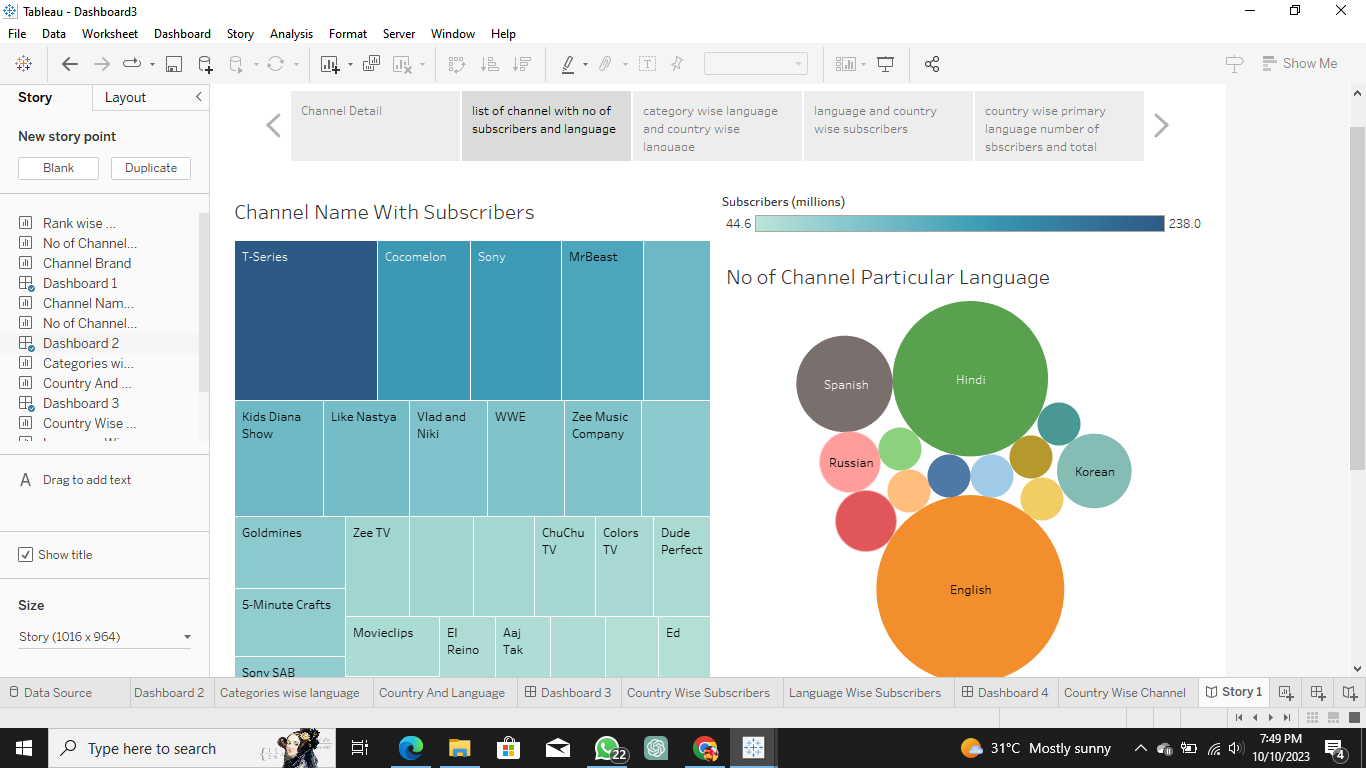 Tableau - Dashboard3
File Data Worksheet Dashboard Story Analysis Format Server Window Help
Show Me
Story Layout
New story point
Blank Duplicate
Rank wise ...
No of Channel...
Channel Brand
Dashboard 1
Channel Nam...
No of Channel...
Dashboard 2
Categories wi...
Country And ...
Dashboard 3
Country Wise ...
Drag to add text
Show title
Size
Story (1016 x 964)
Channel Detail
list of channel with no of
subscribers and language
category wise language
and country wise
language
language and country
wise subscribers
country wise primary
language number of
sbscribers and total
Channel Name With Subscribers
T-Series
Cocomelon
Sony
MrBeast
Kids Diana
Show
Like Nastya
Vlad and
Niki
WWE
Zee Music
Company
Goldmines
Zee TV
ChuChu
TV
Colors
TV
Dude
Perfect
5-Minute Crafts
Movieclips
El
Reino
Aaj
Tak
Ed
Sony SAB
Subscribers (millions)
44.6 238.0
No of Channel Particular Language
Spanish
Hindi
Russian
Korean
English
Data Source Dashboard 2 Categories wise language Country And Language Dashboard 3 Country Wise Subscribers Language Wise Subscribers Dashboard 4 Country Wise Channel Story 1
Type here to search
22
31°C Mostly sunny
7:49 PM
10/10/2023
4